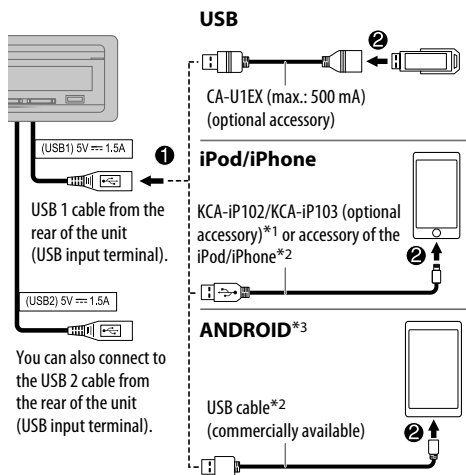 USB
❷
CA-U1EX (max.: 500 mA)
(optional accessory)
(USB1) 5V ⎓ 1.5A
❶
USB 1 cable from the
rear of the unit
(USB input terminal).
iPod/iPhone
KCA-iP102/KCA-iP103 (optional
accessory)*1 or accessory of the
iPod/iPhone*2
❷
(USB2) 5V ⎓ 1.5A
You can also connect to
the USB 2 cable from
the rear of the unit
(USB input terminal).
ANDROID*3
USB cable*2
(commercially available)
❷